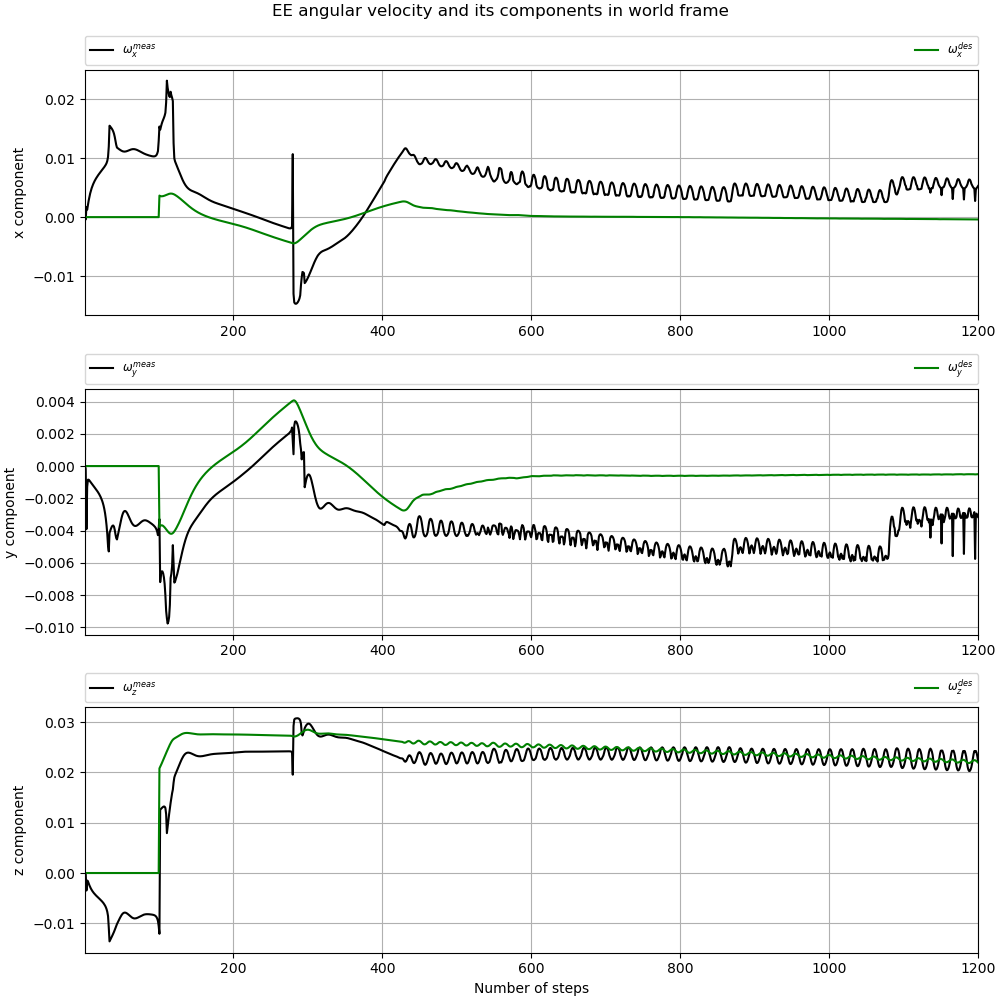 EE angular velocity and its components in world frame
ω_x^meas ω_x^des
0.02
0.01
0.00
−0.01
x component
200 400 600 800 1000 1200
ω_y^meas ω_y^des
0.004
0.002
0.000
−0.002
−0.004
−0.006
−0.008
−0.010
y component
200 400 600 800 1000 1200
ω_z^meas ω_z^des
0.03
0.02
0.01
0.00
−0.01
z component
200 400 600 800 1000 1200
Number of steps